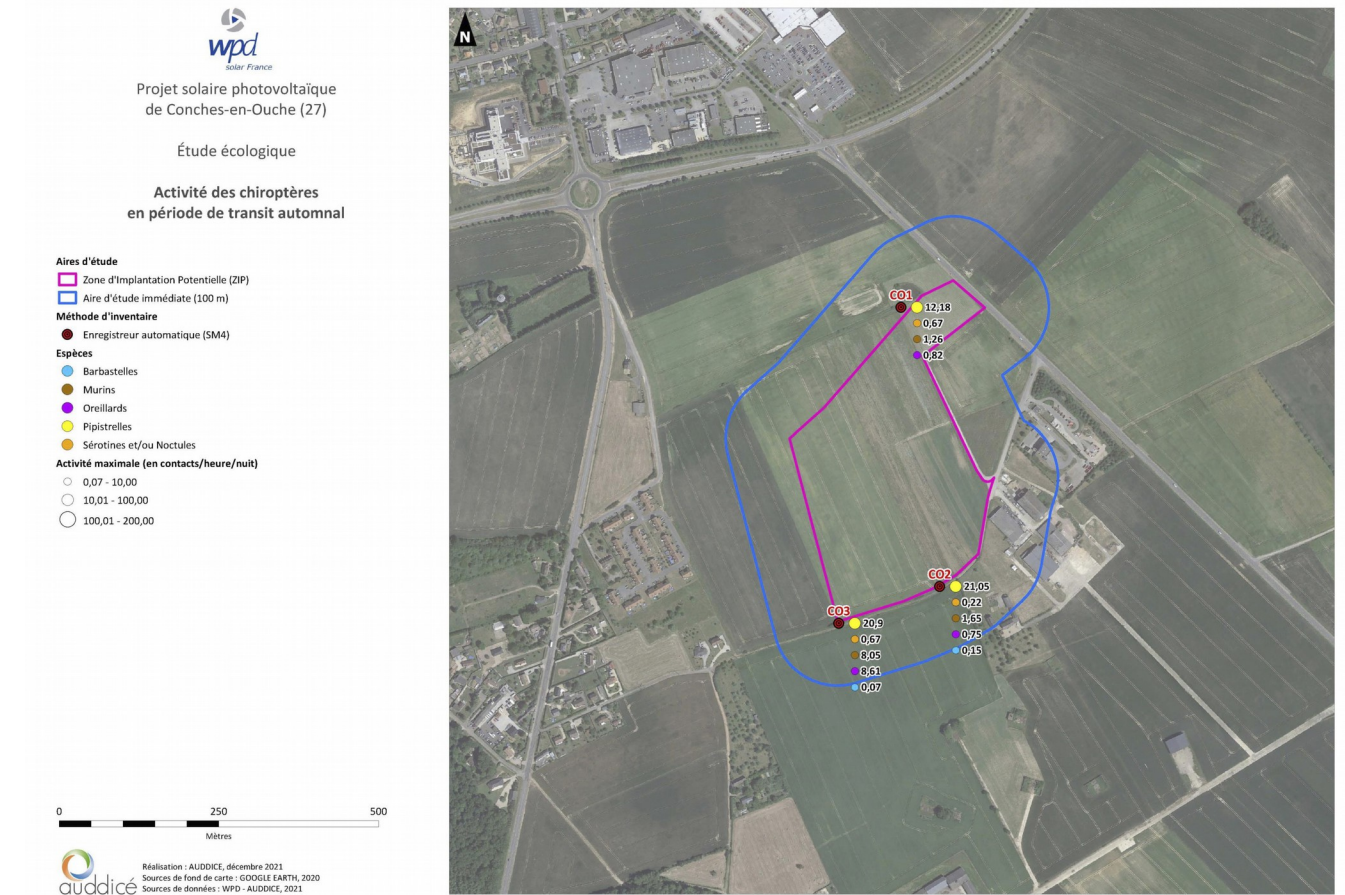 wpd
solar France
Projet solaire photovoltaïque
de Conches-en-Ouche (27)
Étude écologique
Activité des chiroptères
en période de transit automnal
Aires d'étude
Zone d'Implantation Potentielle (ZIP)
Aire d'étude immédiate (100 m)
Méthode d'inventaire
Enregistreur automatique (SM4)
Espèces
Barbastelles
Murins
Oreillards
Pipistrelles
Sérotines et/ou Noctules
Activité maximale (en contacts/heure/nuit)
0,07 - 10,00
10,01 - 100,00
100,01 - 200,00
0 250 500
Mètres
auddicé
Réalisation : AUDDICE, décembre 2021
Sources de fond de carte : GOOGLE EARTH, 2020
Sources de données : WPD - AUDDICE, 2021
N
CO1
12,18
0,67
1,26
0,82
CO2
21,05
0,22
1,65
0,75
0,15
CO3
20,9
0,67
8,05
8,61
0,07